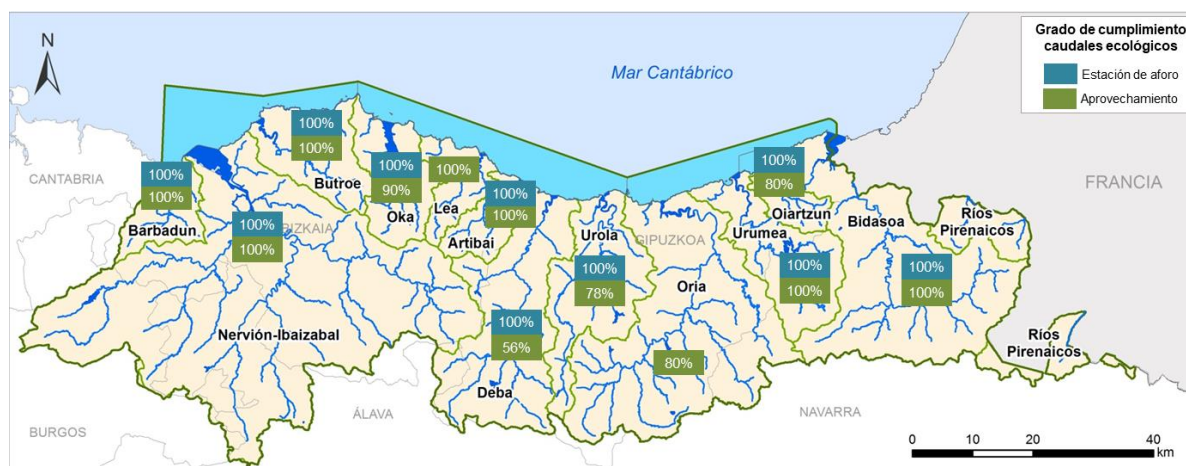 Grado de cumplimiento
caudales ecológicos
Estación de aforo
Aprovechamiento
N
Mar Cantábrico
CANTABRIA
FRANCIA
100%
100%
Barbadun
100%
100%
Butroe
100%
90%
Oka
100%
Lea
100%
100%
Artibai
100%
100%
IZKAIA
Nervión-Ibaizabal
100%
56%
Deba
Urola
100%
78%
GIPUZKOA
Oria
80%
100%
80%
Oiartzun
Urumea
100%
100%
Bidasoa
100%
100%
Ríos
Pirenaicos
Ríos
Pirenaicos
BURGOS
ÁLAVA
NAVARRA
0 10 20 40
km